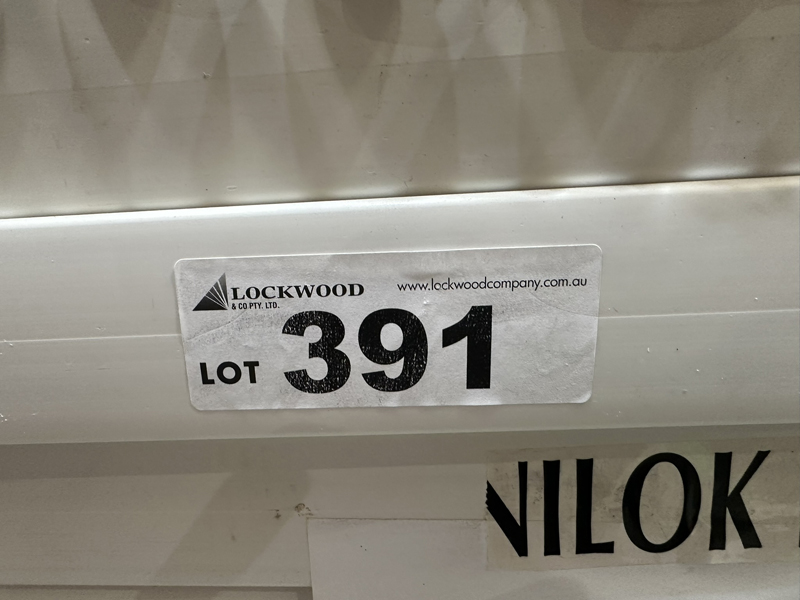 LOCKWOOD
& CO PTY. LTD.
www.lockwoodcompany.com.au
LOT 391
NILOK